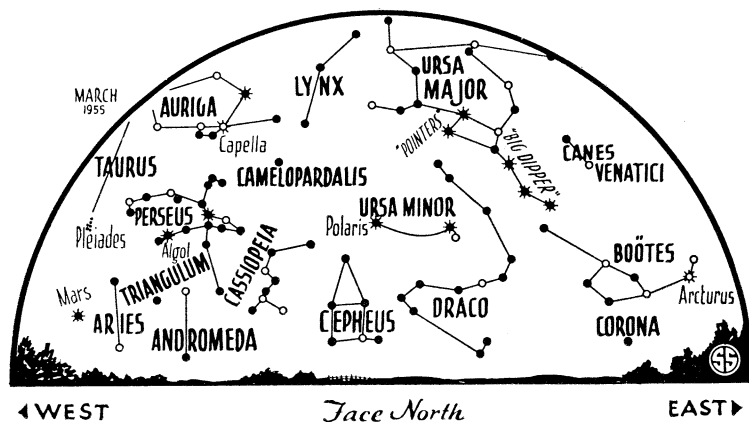 URSA
MAJOR
LYNX
MARCH
1955
AURIGA
"POINTERS"
"BIG DIPPER"
Capella
CANES
VENATICI
TAURUS
CAMELOPARDALIS
PERSEUS
URSA MINOR
Polaris
Pleiades
Algol
CASSIOPEIA
BOÖTES
TRIANGULUM
Mars
Arcturus
ARIES
DRACO
CEPHEUS
CORONA
ANDROMEDA
SS
WEST
Face North
EAST